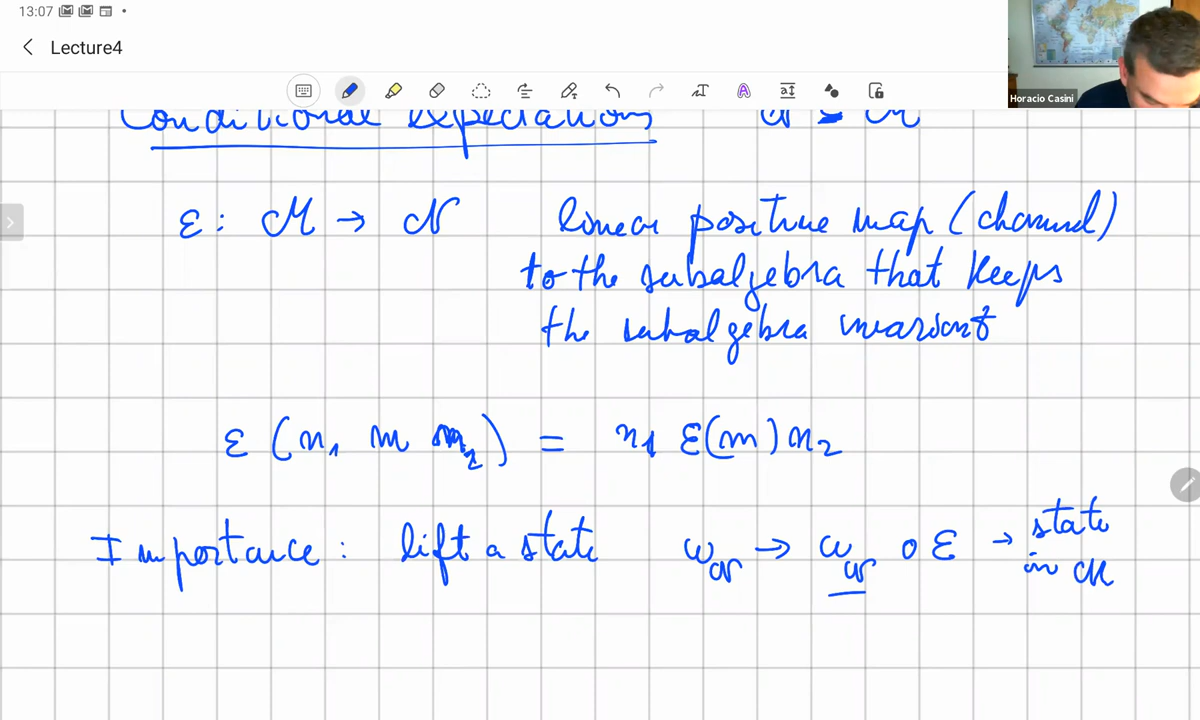 13:07
Lecture4
Horacio Casini
Conditional expectations 𝒩 ⊆ ℳ
ε : ℳ → 𝒩 linear positive map (channel)
to the subalgebra that keeps
the subalgebra invariant
ε (n₁ m n₂) = n₁ ε(m) n₂
Importance : lift a state ω_𝒩 → ω_𝒩 ∘ ε → state
in ℳ